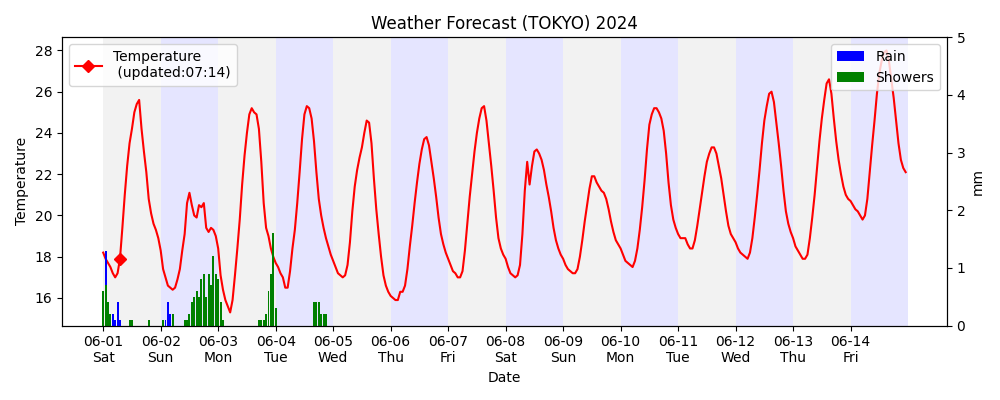 Weather Forecast (TOKYO) 2024
Temperature
(updated:07:14)
Rain
Showers
28
26
24
22
20
18
16
Temperature
5
4
3
2
1
0
mm
06-01 06-02 06-03 06-04 06-05 06-06 06-07 06-08 06-09 06-10 06-11 06-12 06-13 06-14
Sat Sun Mon Tue Wed Thu Fri Sat Sun Mon Tue Wed Thu Fri
Date